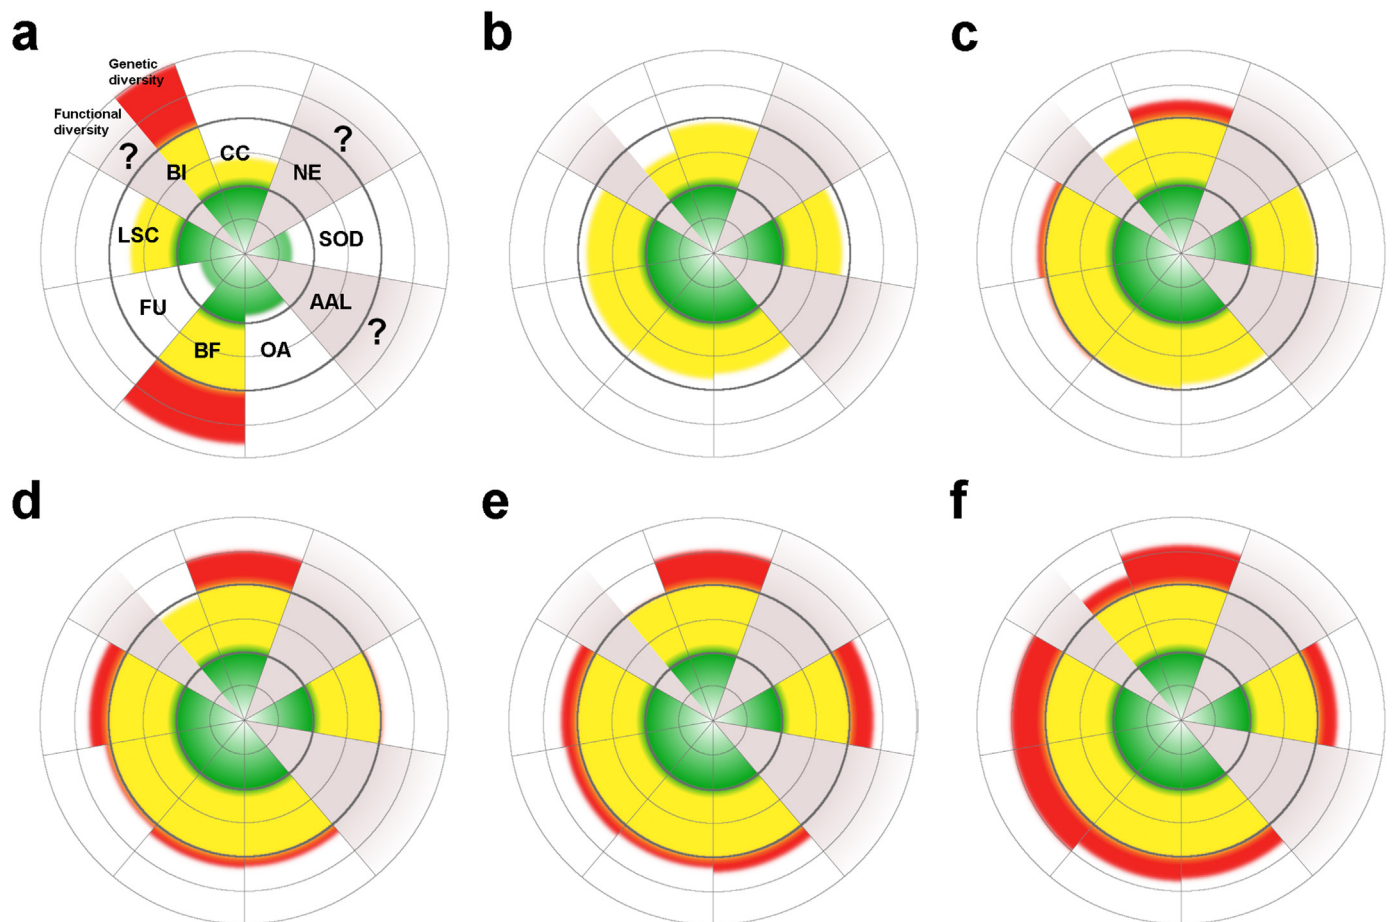 a
b
c
Genetic
diversity
Functional
diversity
?
?
CC
BI
NE
LSC
SOD
FU
AAL
?
BF
OA
d
e
f